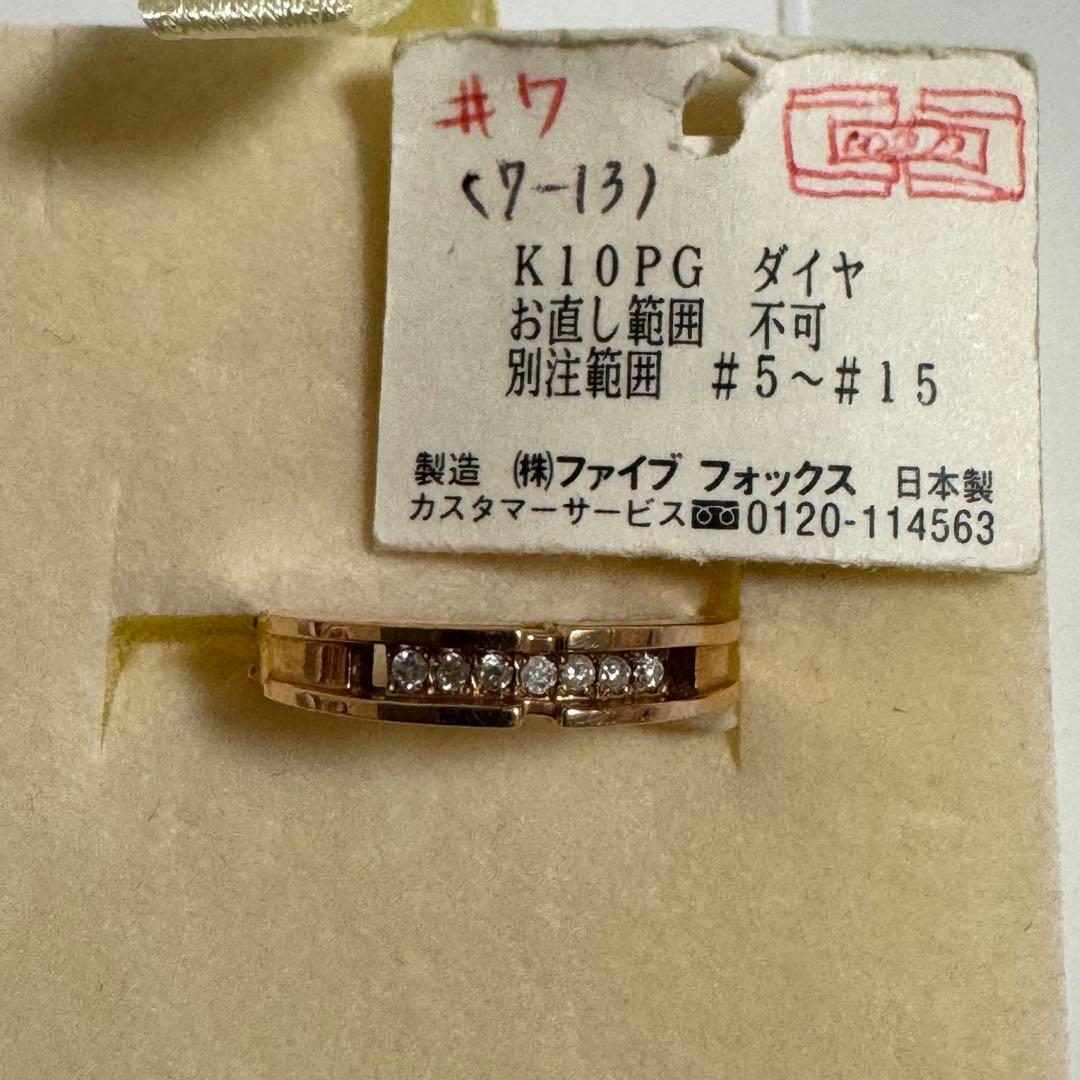 #7
(7-13)
K10PG ダイヤ
お直し範囲 不可
別注範囲 #5~#15
製造 ㈱ファイブ フォックス 日本製
カスタマーサービス 0120-114563